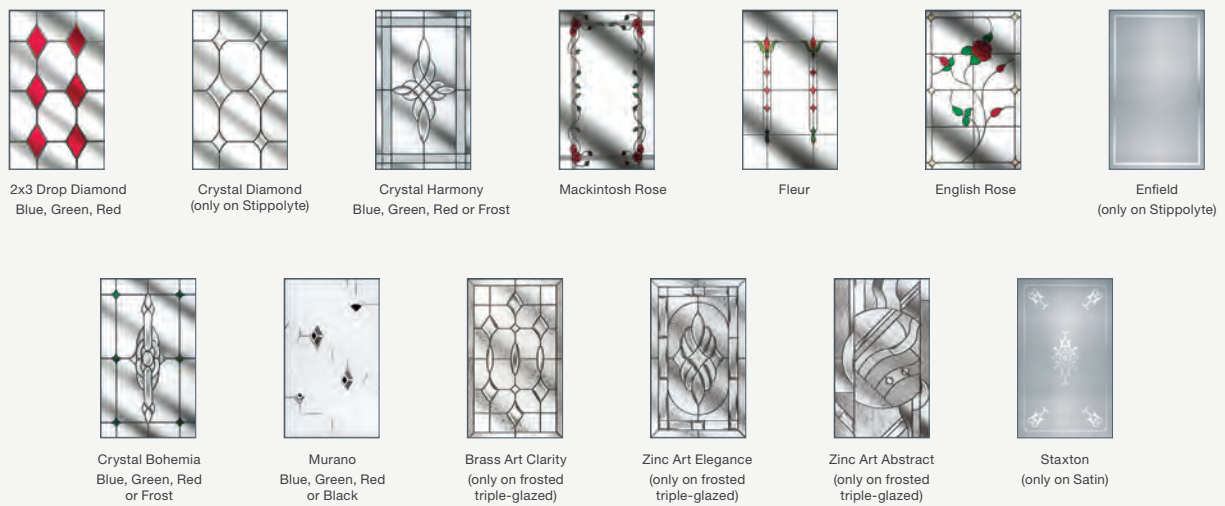 2x3 Drop Diamond
Blue, Green, Red
Crystal Diamond
(only on Stippolyte)
Crystal Harmony
Blue, Green, Red or Frost
Mackintosh Rose
Fleur
English Rose
Enfield
(only on Stippolyte)
Crystal Bohemia
Blue, Green, Red
or Frost
Murano
Blue, Green, Red
or Black
Brass Art Clarity
(only on frosted
triple-glazed)
Zinc Art Elegance
(only on frosted
triple-glazed)
Zinc Art Abstract
(only on frosted
triple-glazed)
Staxton
(only on Satin)